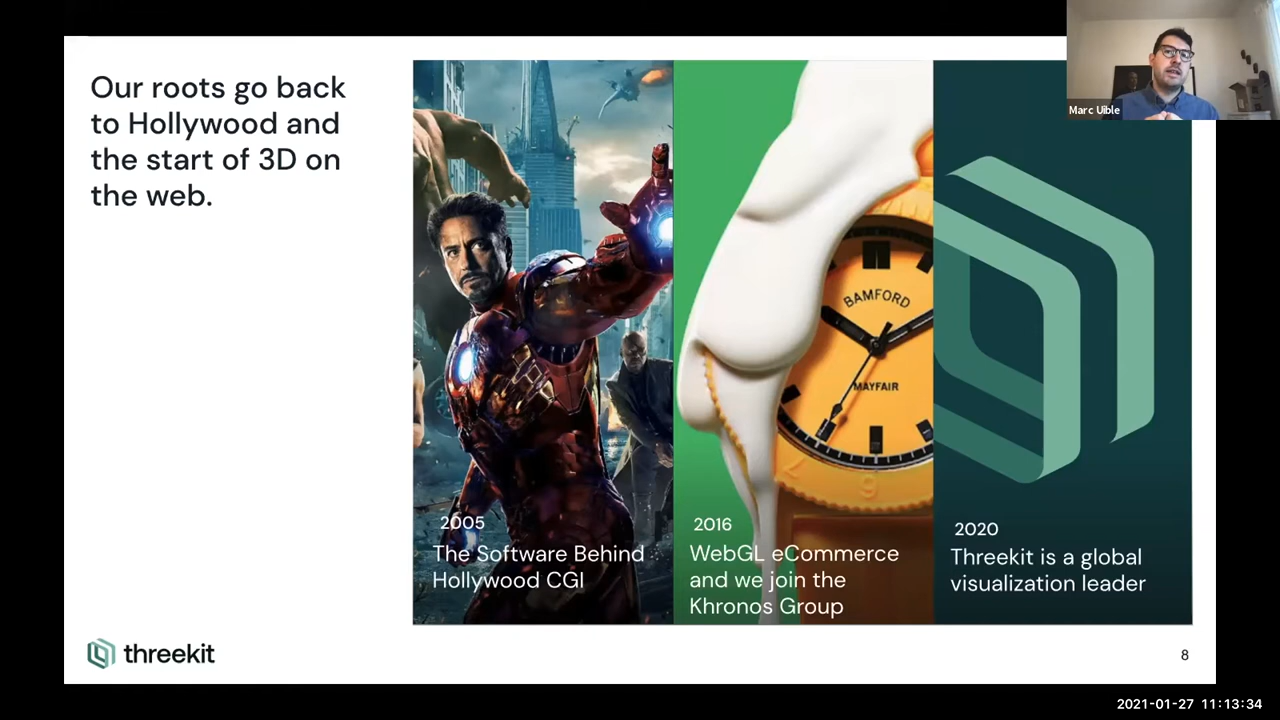 Our roots go back
to Hollywood and
the start of 3D on
the web.
Marc Uible
BAMFORD
MAYFAIR
9
2005
The Software Behind
Hollywood CGI
2016
WebGL eCommerce
and we join the
Khronos Group
2020
Threekit is a global
visualization leader
threekit
8
2021-01-27 11:13:34